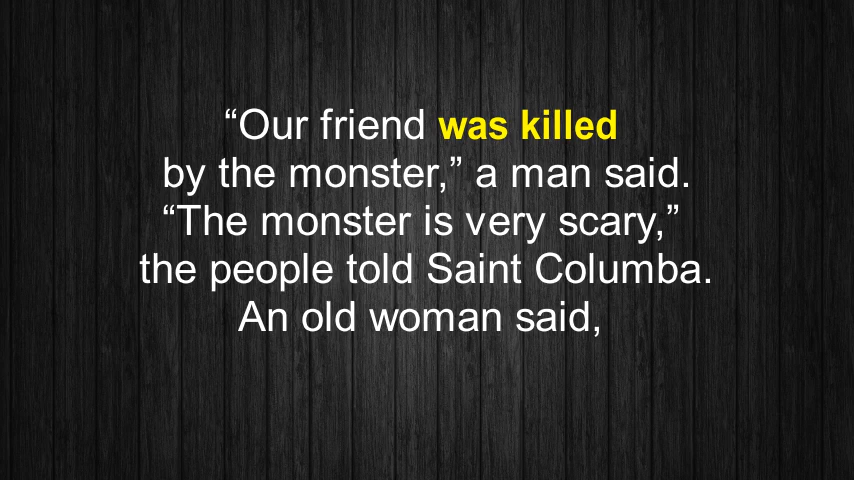 “Our friend was killed
by the monster,” a man said.
“The monster is very scary,”
the people told Saint Columba.
An old woman said,